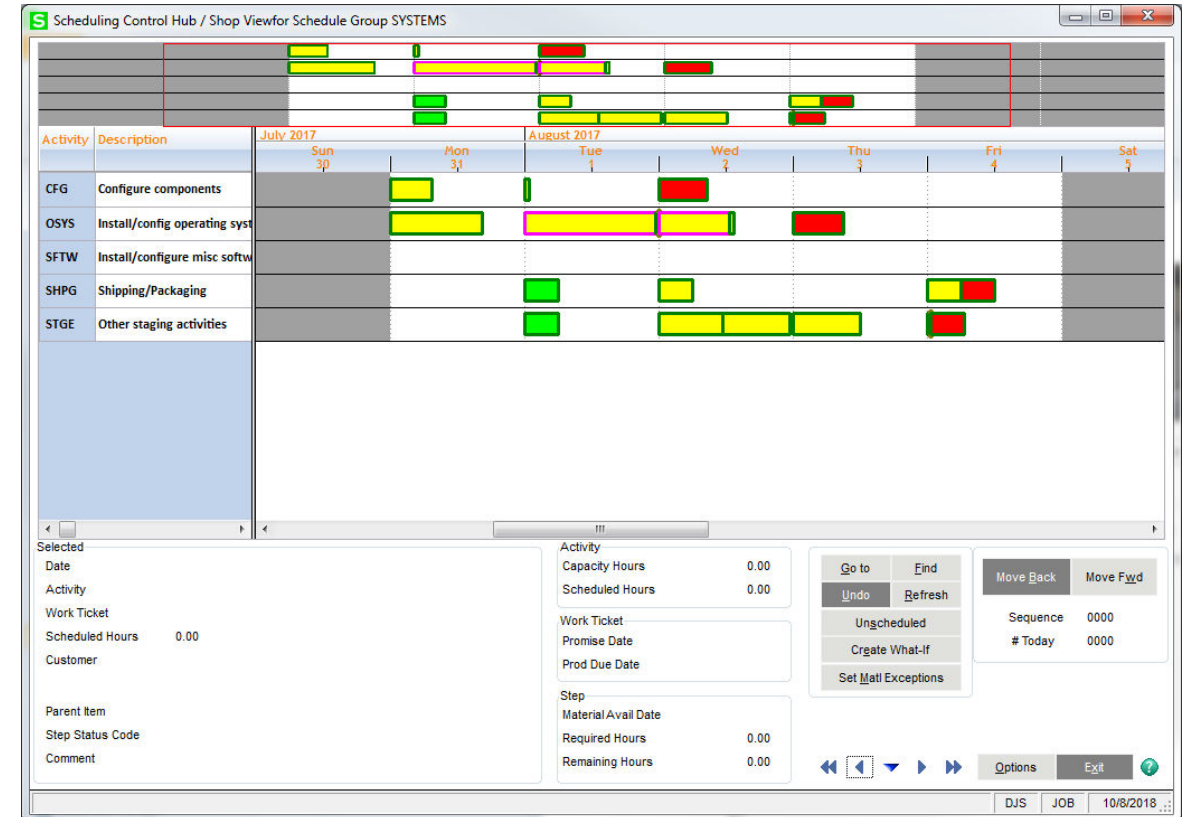 S Scheduling Control Hub / Shop Viewfor Schedule Group SYSTEMS
Activity Description July 2017 August 2017
Sun Mon Tue Wed Thu Fri Sat
30 31 1 2 3 4 5
CFG Configure components
OSYS Install/config operating syst
SFTW Install/configure misc softw
SHPG Shipping/Packaging
STGE Other staging activities
Selected
Date
Activity
Work Ticket
Scheduled Hours 0.00
Customer
Parent Item
Step Status Code
Comment
Activity
Capacity Hours 0.00
Scheduled Hours 0.00
Work Ticket
Promise Date
Prod Due Date
Step
Material Avail Date
Required Hours 0.00
Remaining Hours 0.00
Go to Find
Undo Refresh
Unscheduled
Create What-If
Set Matl Exceptions
Move Back Move Fwd
Sequence 0000
# Today 0000
Options Exit ?
DJS JOB 10/8/2018